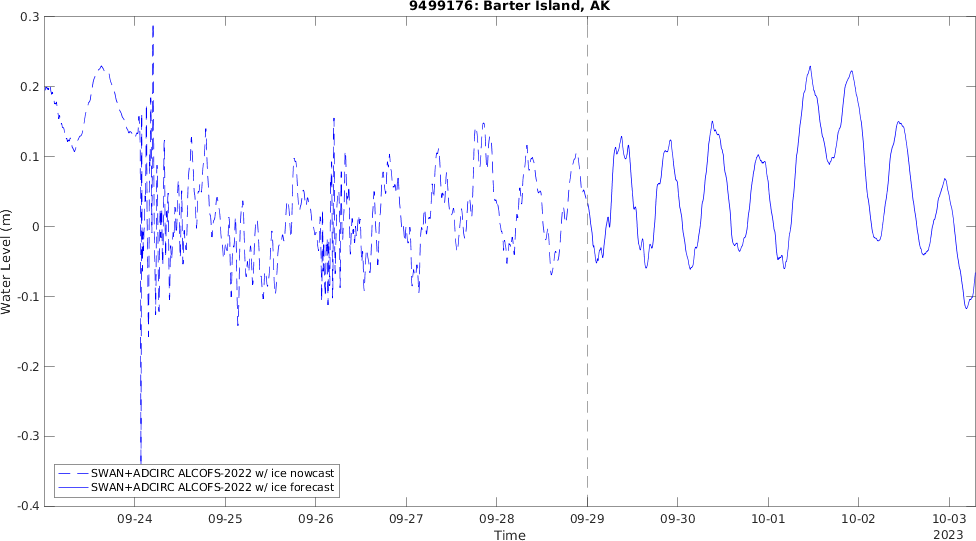 9499176: Barter Island, AK
0.3
0.2
0.1
0
-0.1
-0.2
-0.3
-0.4
Water Level (m)
SWAN+ADCIRC ALCOFS-2022 w/ ice nowcast
SWAN+ADCIRC ALCOFS-2022 w/ ice forecast
09-24 09-25 09-26 09-27 09-28 09-29 09-30 10-01 10-02 10-03
Time
2023